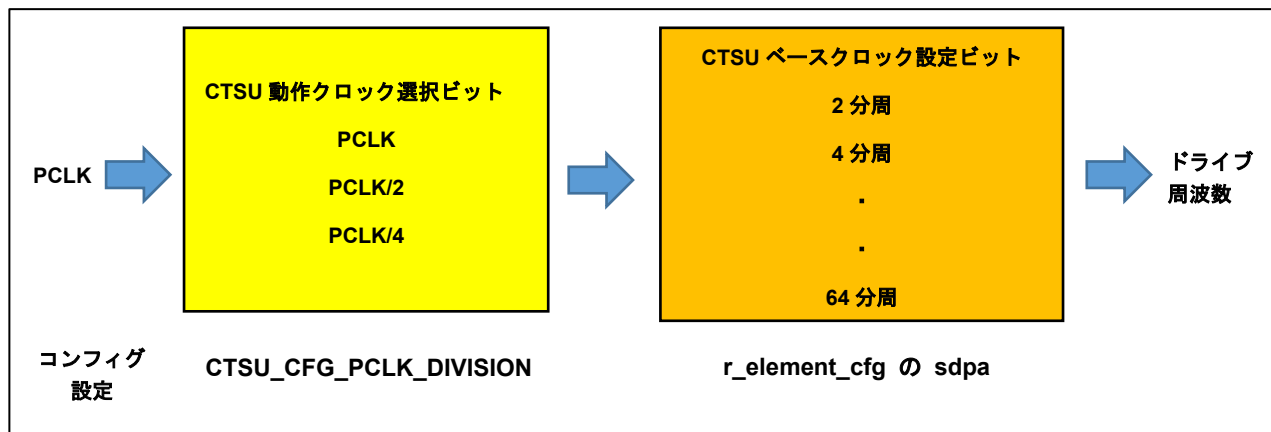 PCLK
CTSU 動作クロック選択ビット
PCLK
PCLK/2
PCLK/4
CTSU ベースクロック設定ビット
2 分周
4 分周
・
・
64 分周
ドライブ
周波数
コンフィグ
設定
CTSU_CFG_PCLK_DIVISION
r_element_cfg の sdpa